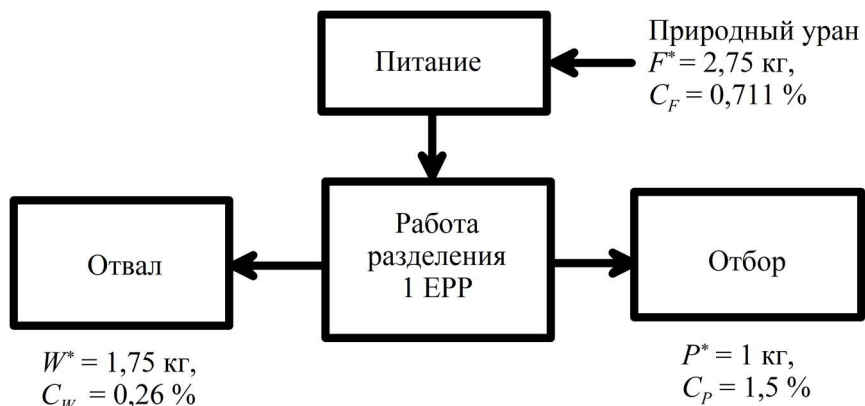 Питание
Природный уран
F* = 2,75 кг,
C_F = 0,711 %
Отвал
Работа
разделения
1 ЕРР
Отбор
W* = 1,75 кг,
C_W = 0,26 %
P* = 1 кг,
C_P = 1,5 %